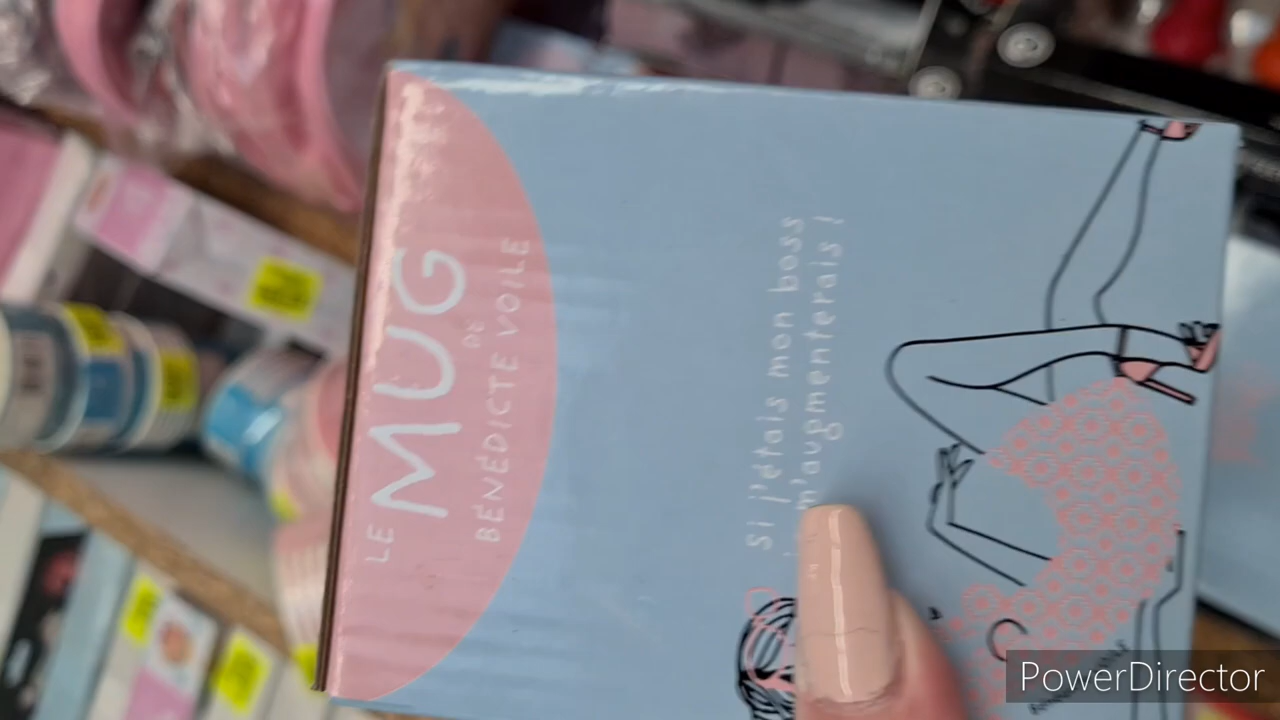 LE
MUG
DE
BÉNÉDICTE VOILE
si j'étais mon boss
m'augmenterais !
PowerDirector